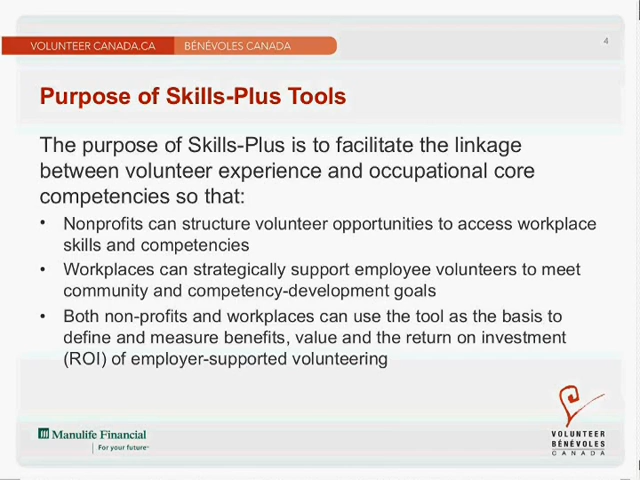 VOLUNTEER CANADA.CA BÉNÉVOLES CANADA
4
Purpose of Skills-Plus Tools
The purpose of Skills-Plus is to facilitate the linkage
between volunteer experience and occupational core
competencies so that:
• Nonprofits can structure volunteer opportunities to access workplace
skills and competencies
• Workplaces can strategically support employee volunteers to meet
community and competency-development goals
• Both non-profits and workplaces can use the tool as the basis to
define and measure benefits, value and the return on investment
(ROI) of employer-supported volunteering
Manulife Financial
For your future™
VOLUNTEER
BÉNÉVOLES
CANADA